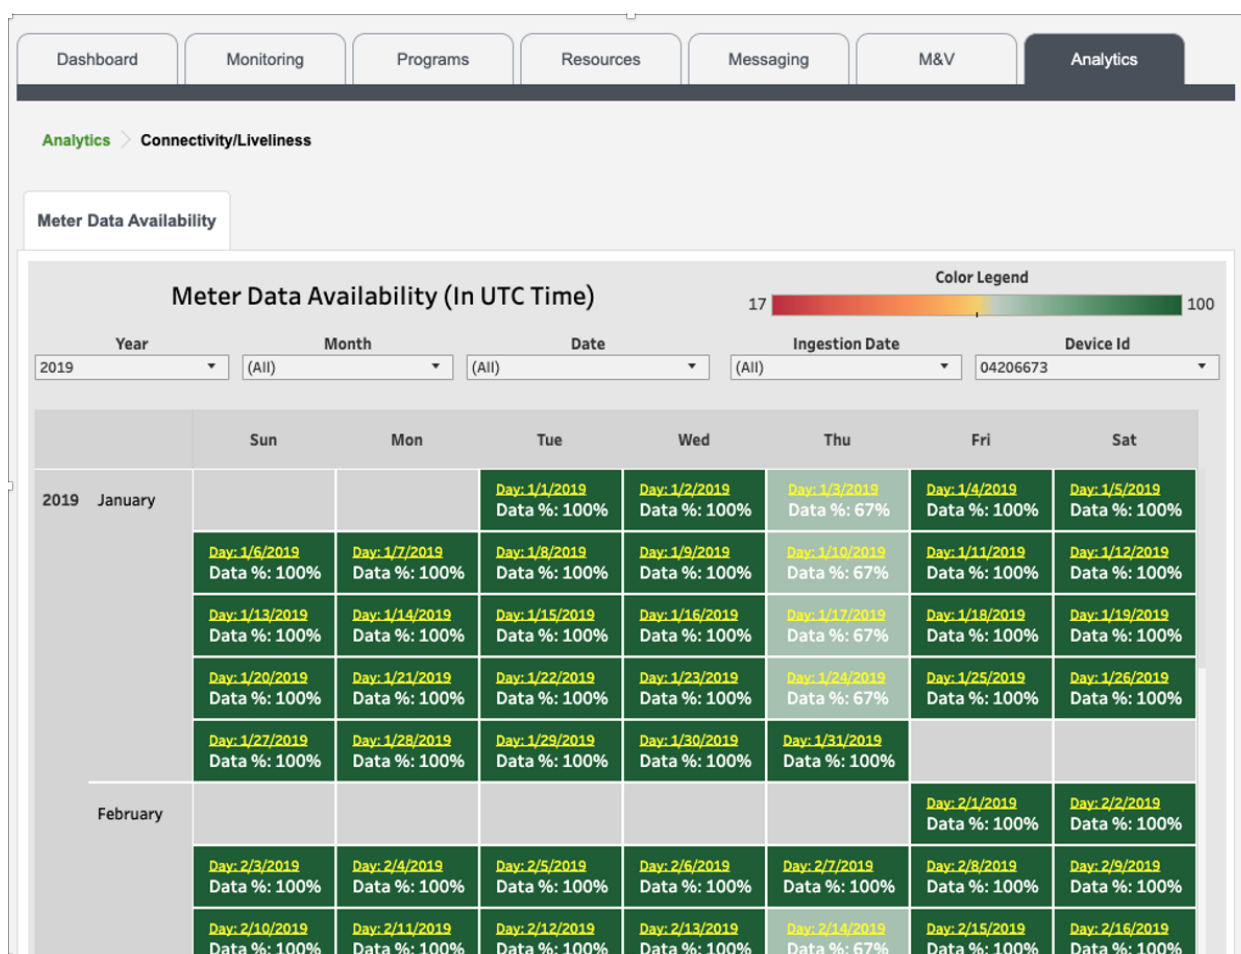 Dashboard Monitoring Programs Resources Messaging M&V Analytics
Analytics Connectivity/Liveliness
Meter Data Availability
Color Legend
Meter Data Availability (In UTC Time)
17 100
Year Month Date Ingestion Date Device Id
2019 (All) (All) (All) 04206673
Sun Mon Tue Wed Thu Fri Sat
Day: 1/1/2019 Day: 1/2/2019 Day: 1/3/2019 Day: 1/4/2019 Day: 1/5/2019
2019 January
Data %: 100% Data %: 100% Data %: 67% Data %: 100% Data %: 100%
Day: 1/6/2019 Day: 1/7/2019 Day: 1/8/2019 Day: 1/9/2019 Day: 1/10/2019 Day: 1/11/2019 Day: 1/12/2019
Data %: 100% Data %: 100% Data %: 100% Data %: 100% Data %: 67% Data %: 100% Data %: 100%
Day: 1/13/2019 Day: 1/14/2019 Day: 1/15/2019 Day: 1/16/2019 Day: 1/17/2019 Day: 1/18/2019 Day: 1/19/2019
Data %: 100% Data %: 100% Data %: 100% Data %: 100% Data %: 67% Data %: 100% Data %: 100%
Day: 1/20/2019 Day: 1/21/2019 Day: 1/22/2019 Day: 1/23/2019 Day: 1/24/2019 Day: 1/25/2019 Day: 1/26/2019
Data %: 100% Data %: 100% Data %: 100% Data %: 100% Data %: 67% Data %: 100% Data %: 100%
Day: 1/27/2019 Day: 1/28/2019 Day: 1/29/2019 Day: 1/30/2019 Day: 1/31/2019
Data %: 100% Data %: 100% Data %: 100% Data %: 100% Data %: 100%
Day: 2/1/2019 Day: 2/2/2019
February
Data %: 100% Data %: 100%
Day: 2/3/2019 Day: 2/4/2019 Day: 2/5/2019 Day: 2/6/2019 Day: 2/7/2019 Day: 2/8/2019 Day: 2/9/2019
Data %: 100% Data %: 100% Data %: 100% Data %: 100% Data %: 100% Data %: 100% Data %: 100%
Day: 2/10/2019 Day: 2/11/2019 Day: 2/12/2019 Day: 2/13/2019 Day: 2/14/2019 Day: 2/15/2019 Day: 2/16/2019
Data %: 100% Data %: 100% Data %: 100% Data %: 100% Data %: 67% Data %: 100% Data %: 100%